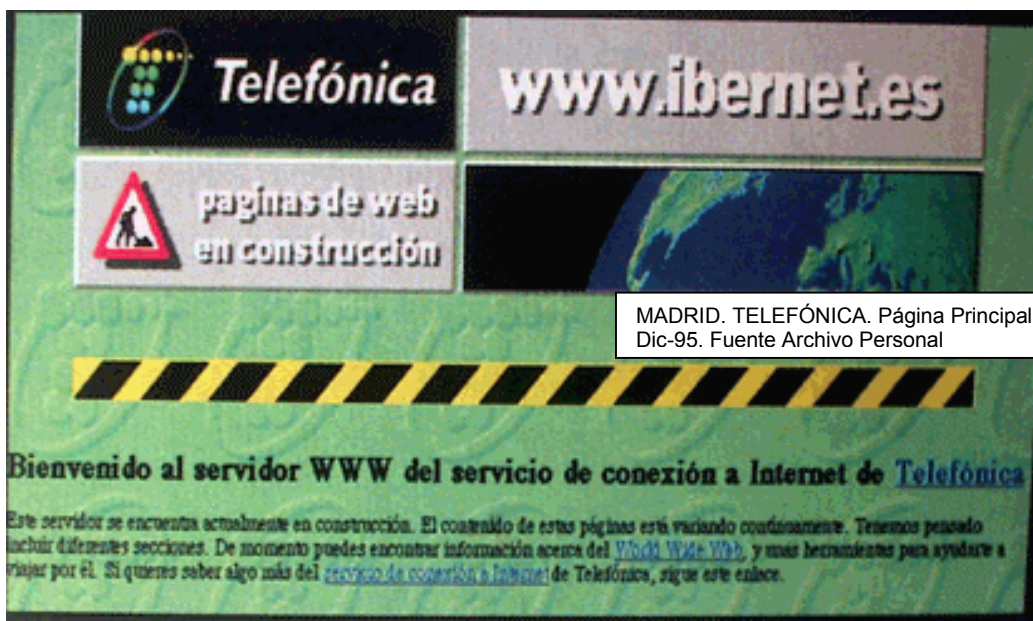 Telefónica
www.ibernet.es
paginas de web
en construcción
MADRID. TELEFÓNICA. Página Principal
Dic-95. Fuente Archivo Personal
Bienvenido al servidor WWW del servicio de conexión a Internet de Telefónica
Este servidor se encuentra actualmente en construcción. El contenido de estas páginas está variando continuamente. Tenemos pensado
incluir diferentes secciones. De momento puedes encontrar información acerca del World Wide Web, y unas herramientas para ayudarte a
viajar por él. Si quieres saber algo más del servicio de conexión a Internet de Telefónica, sigue este enlace.